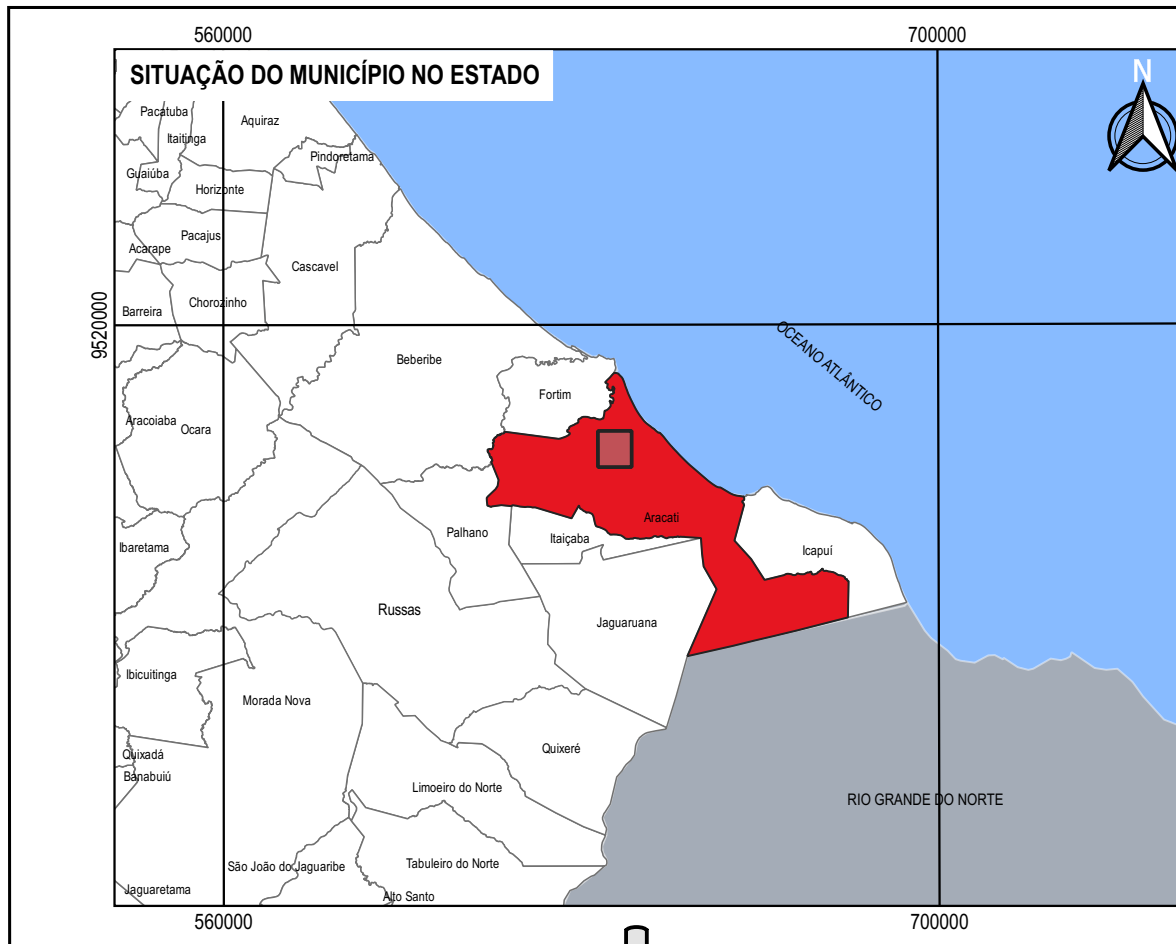 560000
700000
SITUAÇÃO DO MUNICÍPIO NO ESTADO
N
Pacatuba
Aquiraz
Itaitinga
Pindoretama
Guaiúba
Horizonte
Pacajus
Acarape
Cascavel
Chorozinho
Barreira
9520000
OCEANO ATLÂNTICO
Beberibe
Fortim
Aracoiaba
Ocara
Aracati
Palhano
Itaiçaba
Ibaretama
Icapuí
Russas
Jaguaruana
Ibicuitinga
Morada Nova
Quixeré
Quixadá
Banabuiú
Limoeiro do Norte
RIO GRANDE DO NORTE
São João do Jaguaribe
Tabuleiro do Norte
Jaguaretama
Alto Santo
560000
700000